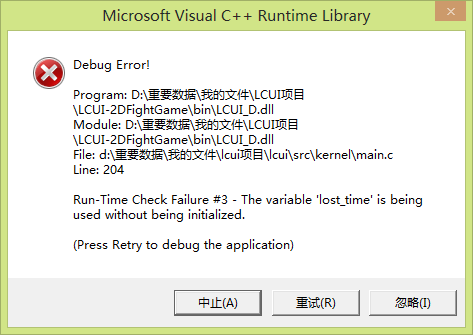 Microsoft Visual C++ Runtime Library
Debug Error!
Program: D:\重要数据\我的文件\LCUI项目
\LCUI-2DFightGame\bin\LCUI_D.dll
Module: D:\重要数据\我的文件\LCUI项目
\LCUI-2DFightGame\bin\LCUI_D.dll
File: d:\重要数据\我的文件\lcui项目\lcui\src\kernel\main.c
Line: 204
Run-Time Check Failure #3 - The variable 'lost_time' is being
used without being initialized.
(Press Retry to debug the application)
中止(A)
重试(R)
忽略(I)